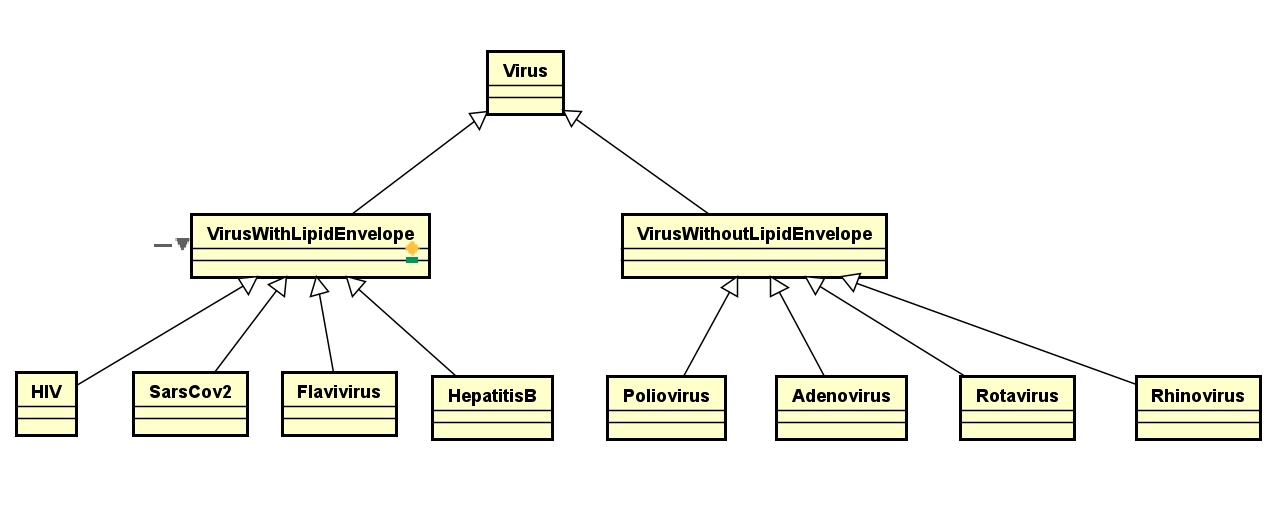 Virus
VirusWithLipidEnvelope
VirusWithoutLipidEnvelope
HIV
SarsCov2
Flavivirus
HepatitisB
Poliovirus
Adenovirus
Rotavirus
Rhinovirus